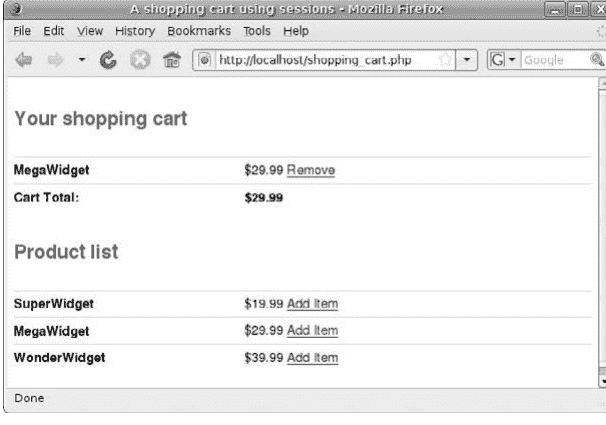 A shopping cart using sessions - Mozilla Firefox
File Edit View History Bookmarks Tools Help
http://localhost/shopping_cart.php G Google
Your shopping cart
MegaWidget $29.99 Remove
Cart Total: $29.99
Product list
SuperWidget $19.99 Add Item
MegaWidget $29.99 Add Item
WonderWidget $39.99 Add Item
Done